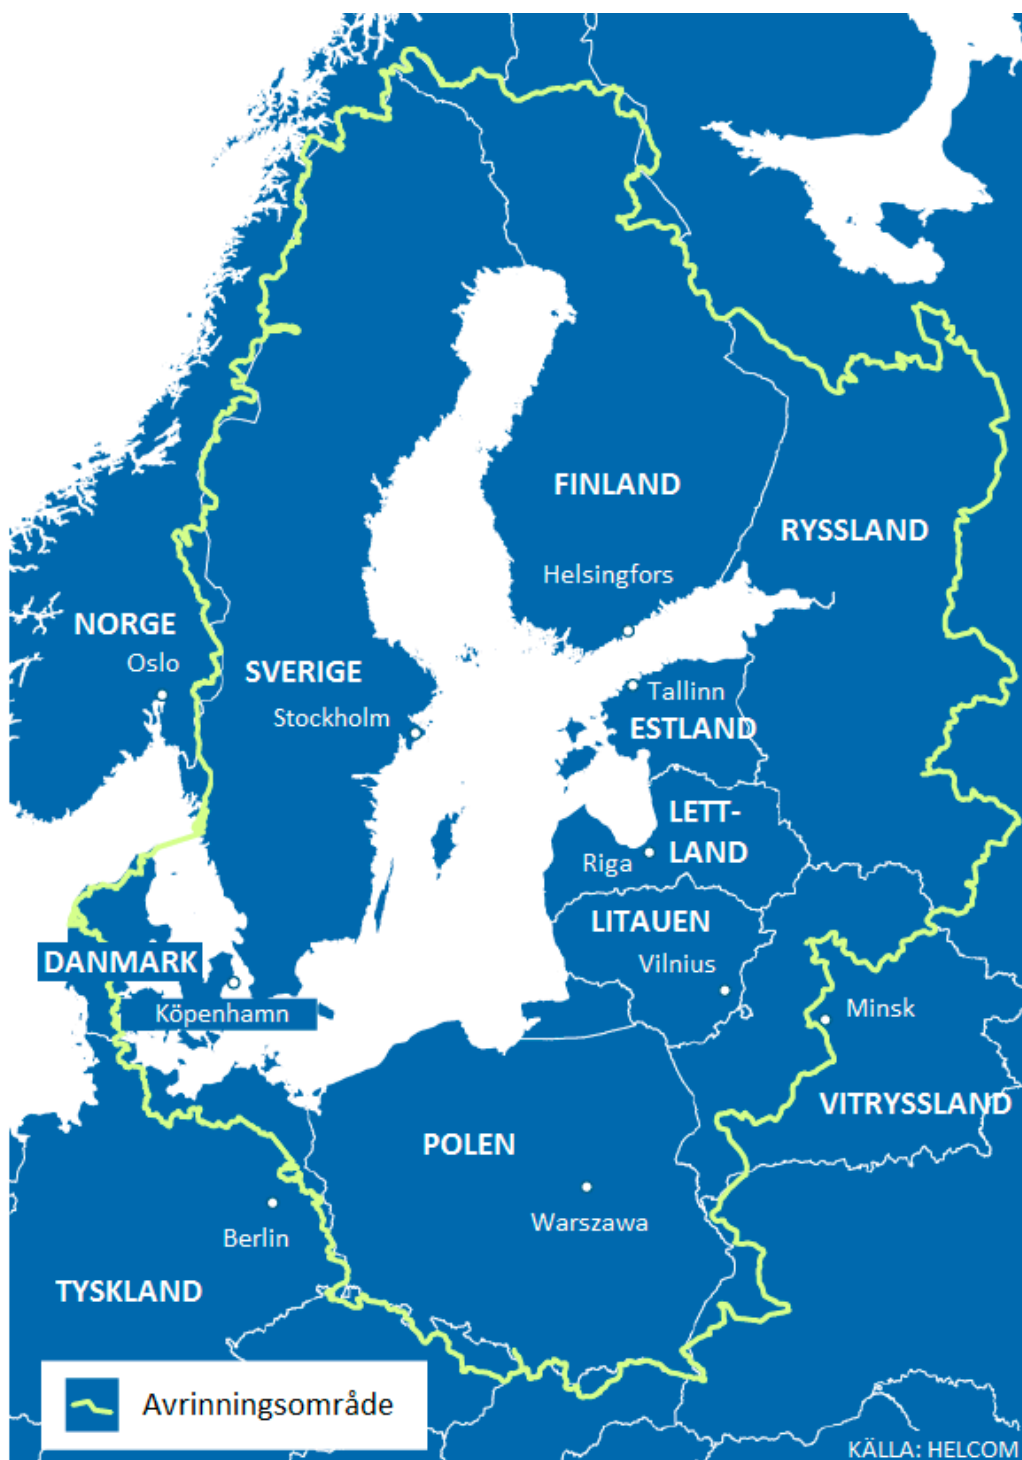 FINLAND
RYSSLAND
Helsingfors
NORGE
Oslo
SVERIGE
Stockholm
Tallinn
ESTLAND
LETT-
LAND
Riga
LITAUEN
Vilnius
DANMARK
Köpenhamn
Minsk
VITRYSSLAND
POLEN
Warszawa
Berlin
TYSKLAND
Avrinningsområde
KÄLLA: HELCOM